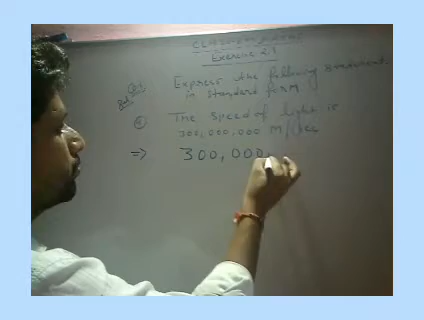 Exercise 2.1
Express the following statement
in standard form.
The speed of light is
300,000,000 m/sec
⇒ 300,000,